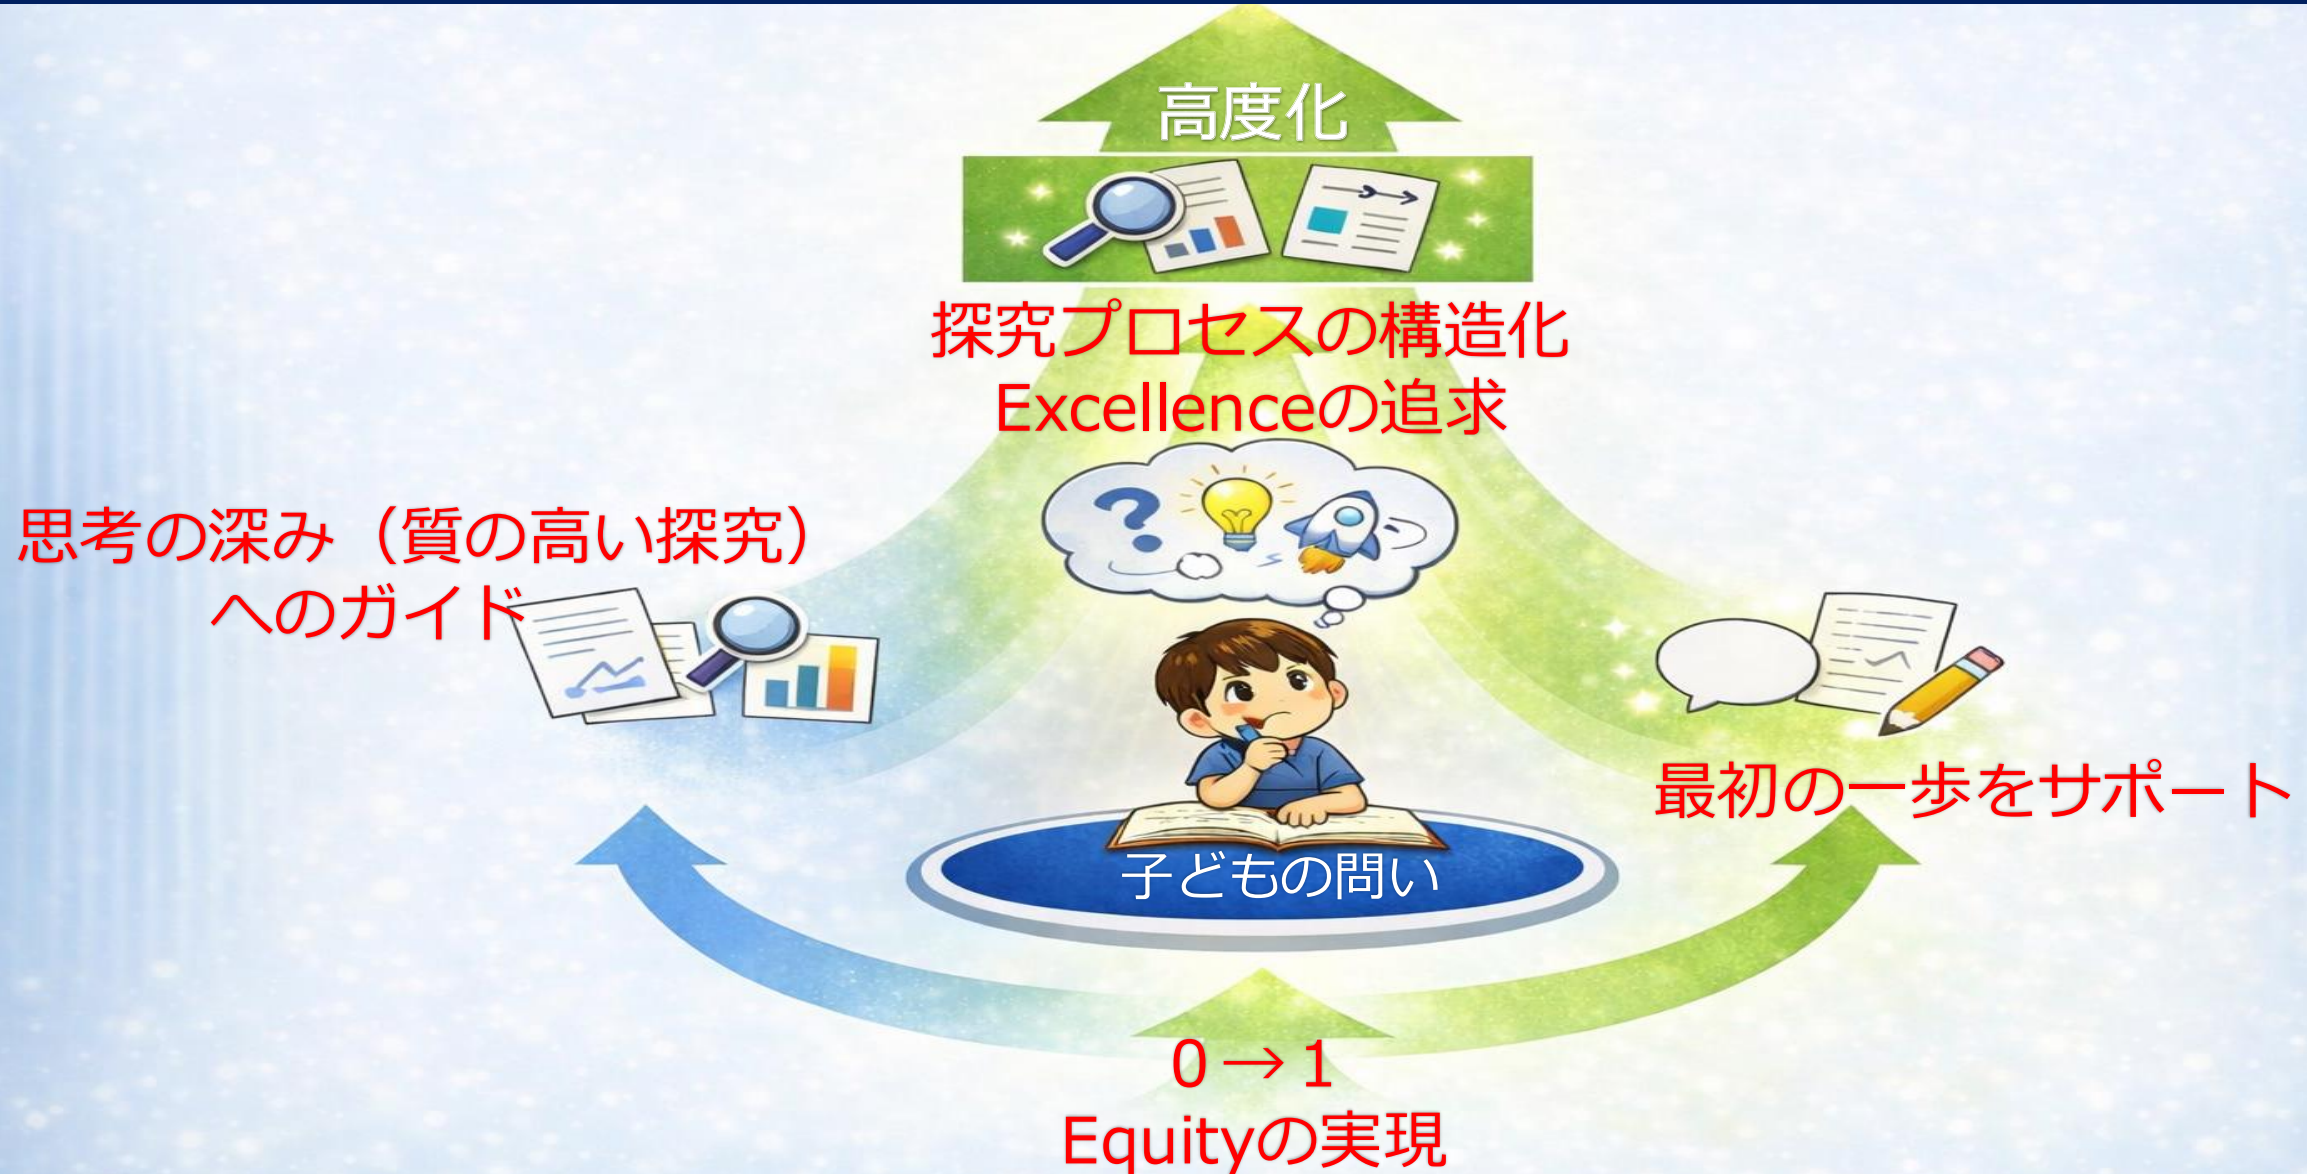 高度化
探究プロセスの構造化
Excellenceの追求
思考の深み（質の高い探究）
へのガイド
最初の一歩をサポート
子どもの問い
０→１
Equityの実現